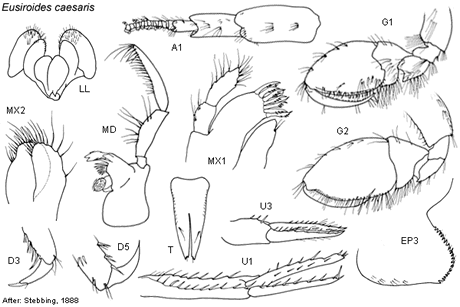 Eusiroides caesaris
A1
G1
LL
MX2
MD
MX1
G2
U3
D3
D5
T
U1
EP3
After: Stebbing, 1888